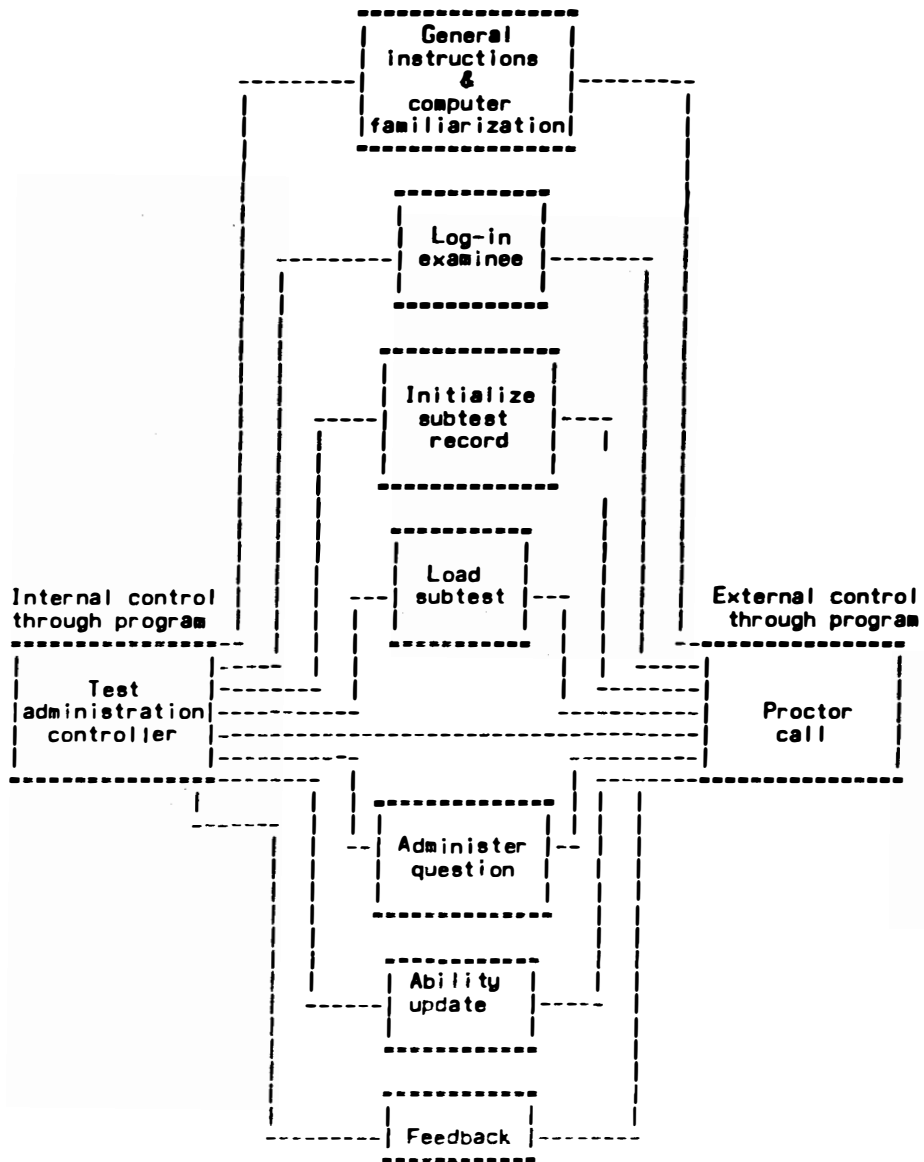 General
instructions
&
computer
familiarization
Log-in
examinee
Initialize
subtest
record
Load
subtest
Internal control
through program
External control
through program
Test
administration
controller
Proctor
call
Administer
question
Ability
update
Feedback